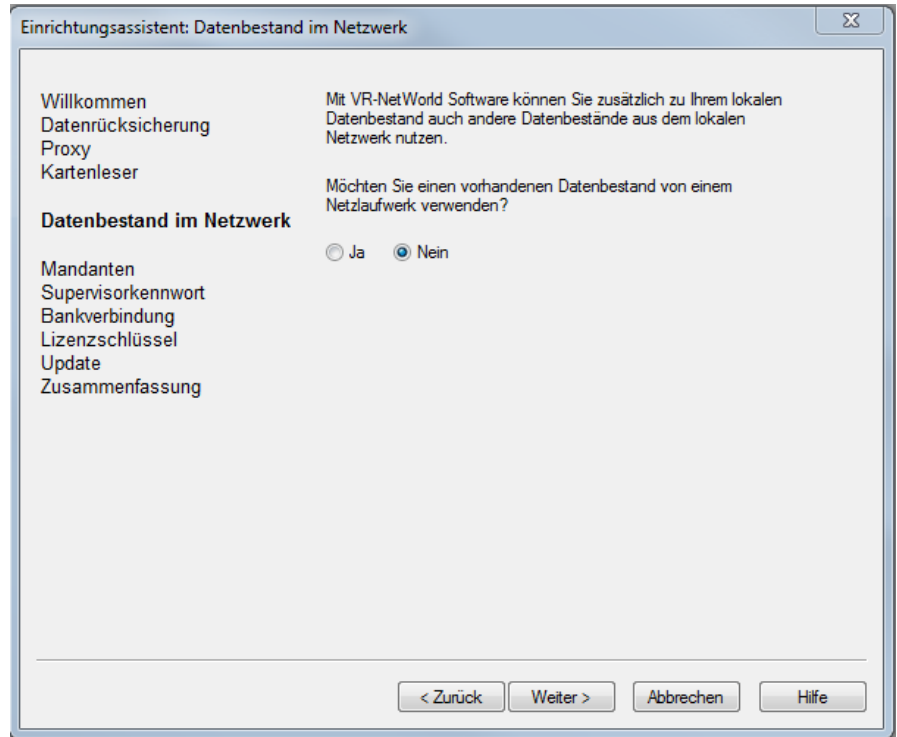 Einrichtungsassistent: Datenbestand im Netzwerk
Willkommen
Datenrücksicherung
Proxy
Kartenleser
Datenbestand im Netzwerk
Mandanten
Supervisorkennwort
Bankverbindung
Lizenzschlüssel
Update
Zusammenfassung
Mit VR-NetWorld Software können Sie zusätzlich zu Ihrem lokalen
Datenbestand auch andere Datenbestände aus dem lokalen
Netzwerk nutzen.
Möchten Sie einen vorhandenen Datenbestand von einem
Netzlaufwerk verwenden?
Ja Nein
< Zurück Weiter > Abbrechen Hilfe